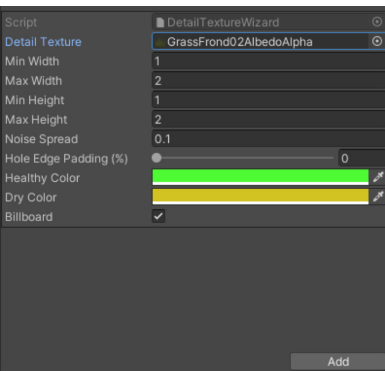 Script DetailTextureWizard
Detail Texture GrassFrond02AlbedoAlpha
Min Width 1
Max Width 2
Min Height 1
Max Height 2
Noise Spread 0.1
Hole Edge Padding (%) 0
Healthy Color
Dry Color
Billboard
Add